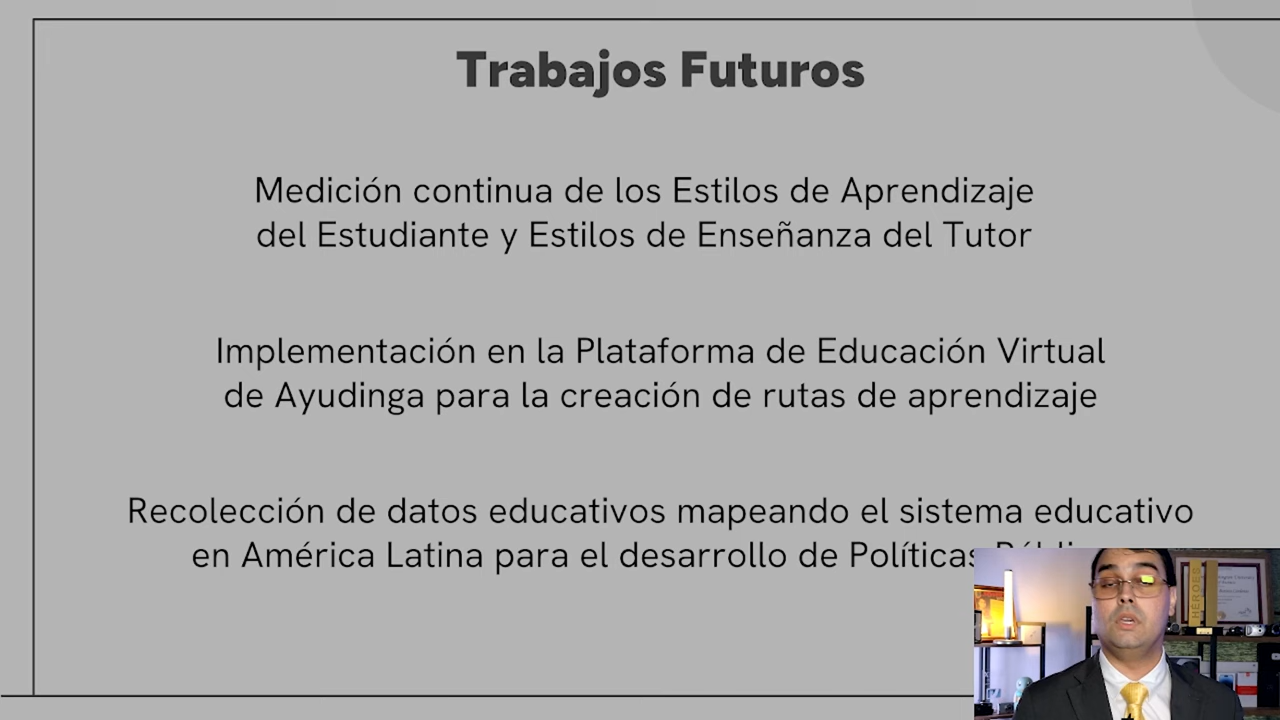 Trabajos Futuros
Medición continua de los Estilos de Aprendizaje
del Estudiante y Estilos de Enseñanza del Tutor
Implementación en la Plataforma de Educación Virtual
de Ayudinga para la creación de rutas de aprendizaje
Recolección de datos educativos mapeando el sistema educativo
en América Latina para el desarrollo de Políticas
HÉROES